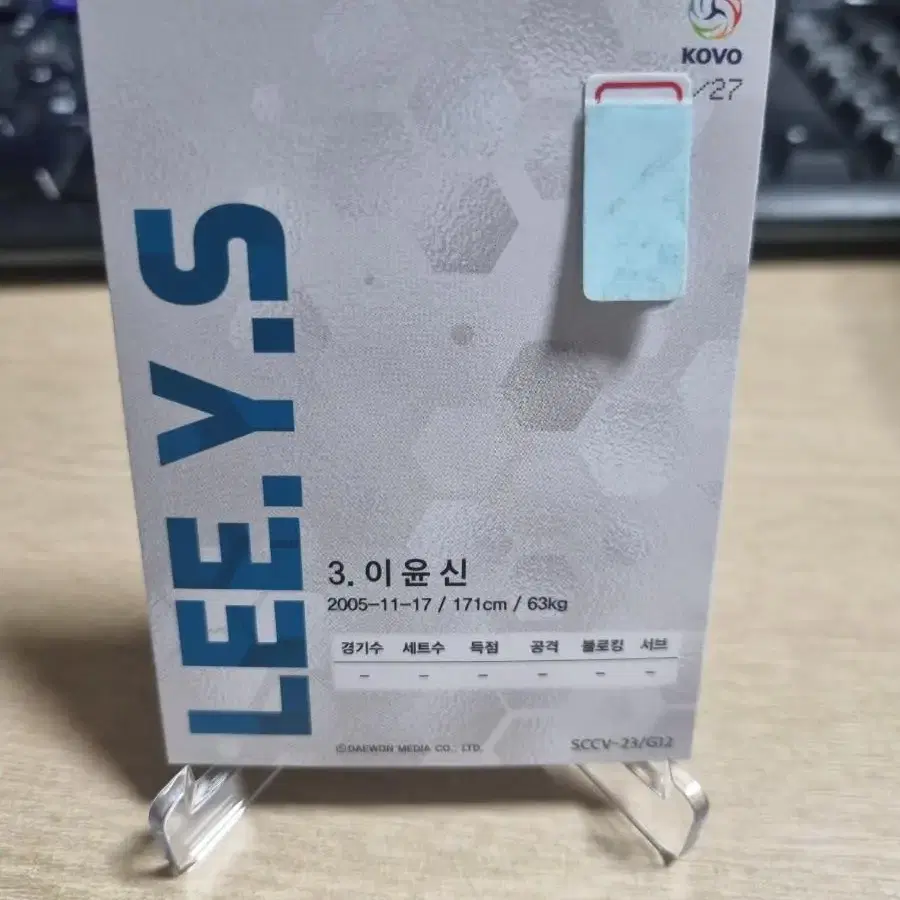 KOVO
/27
LEE.Y.S
3. 이윤신
2005-11-17 / 171cm / 63kg
경기수 세트수 득점 공격 블로킹 서브
– – – – – –
©DAEWON MEDIA CO., LTD. SCCV-23/G12